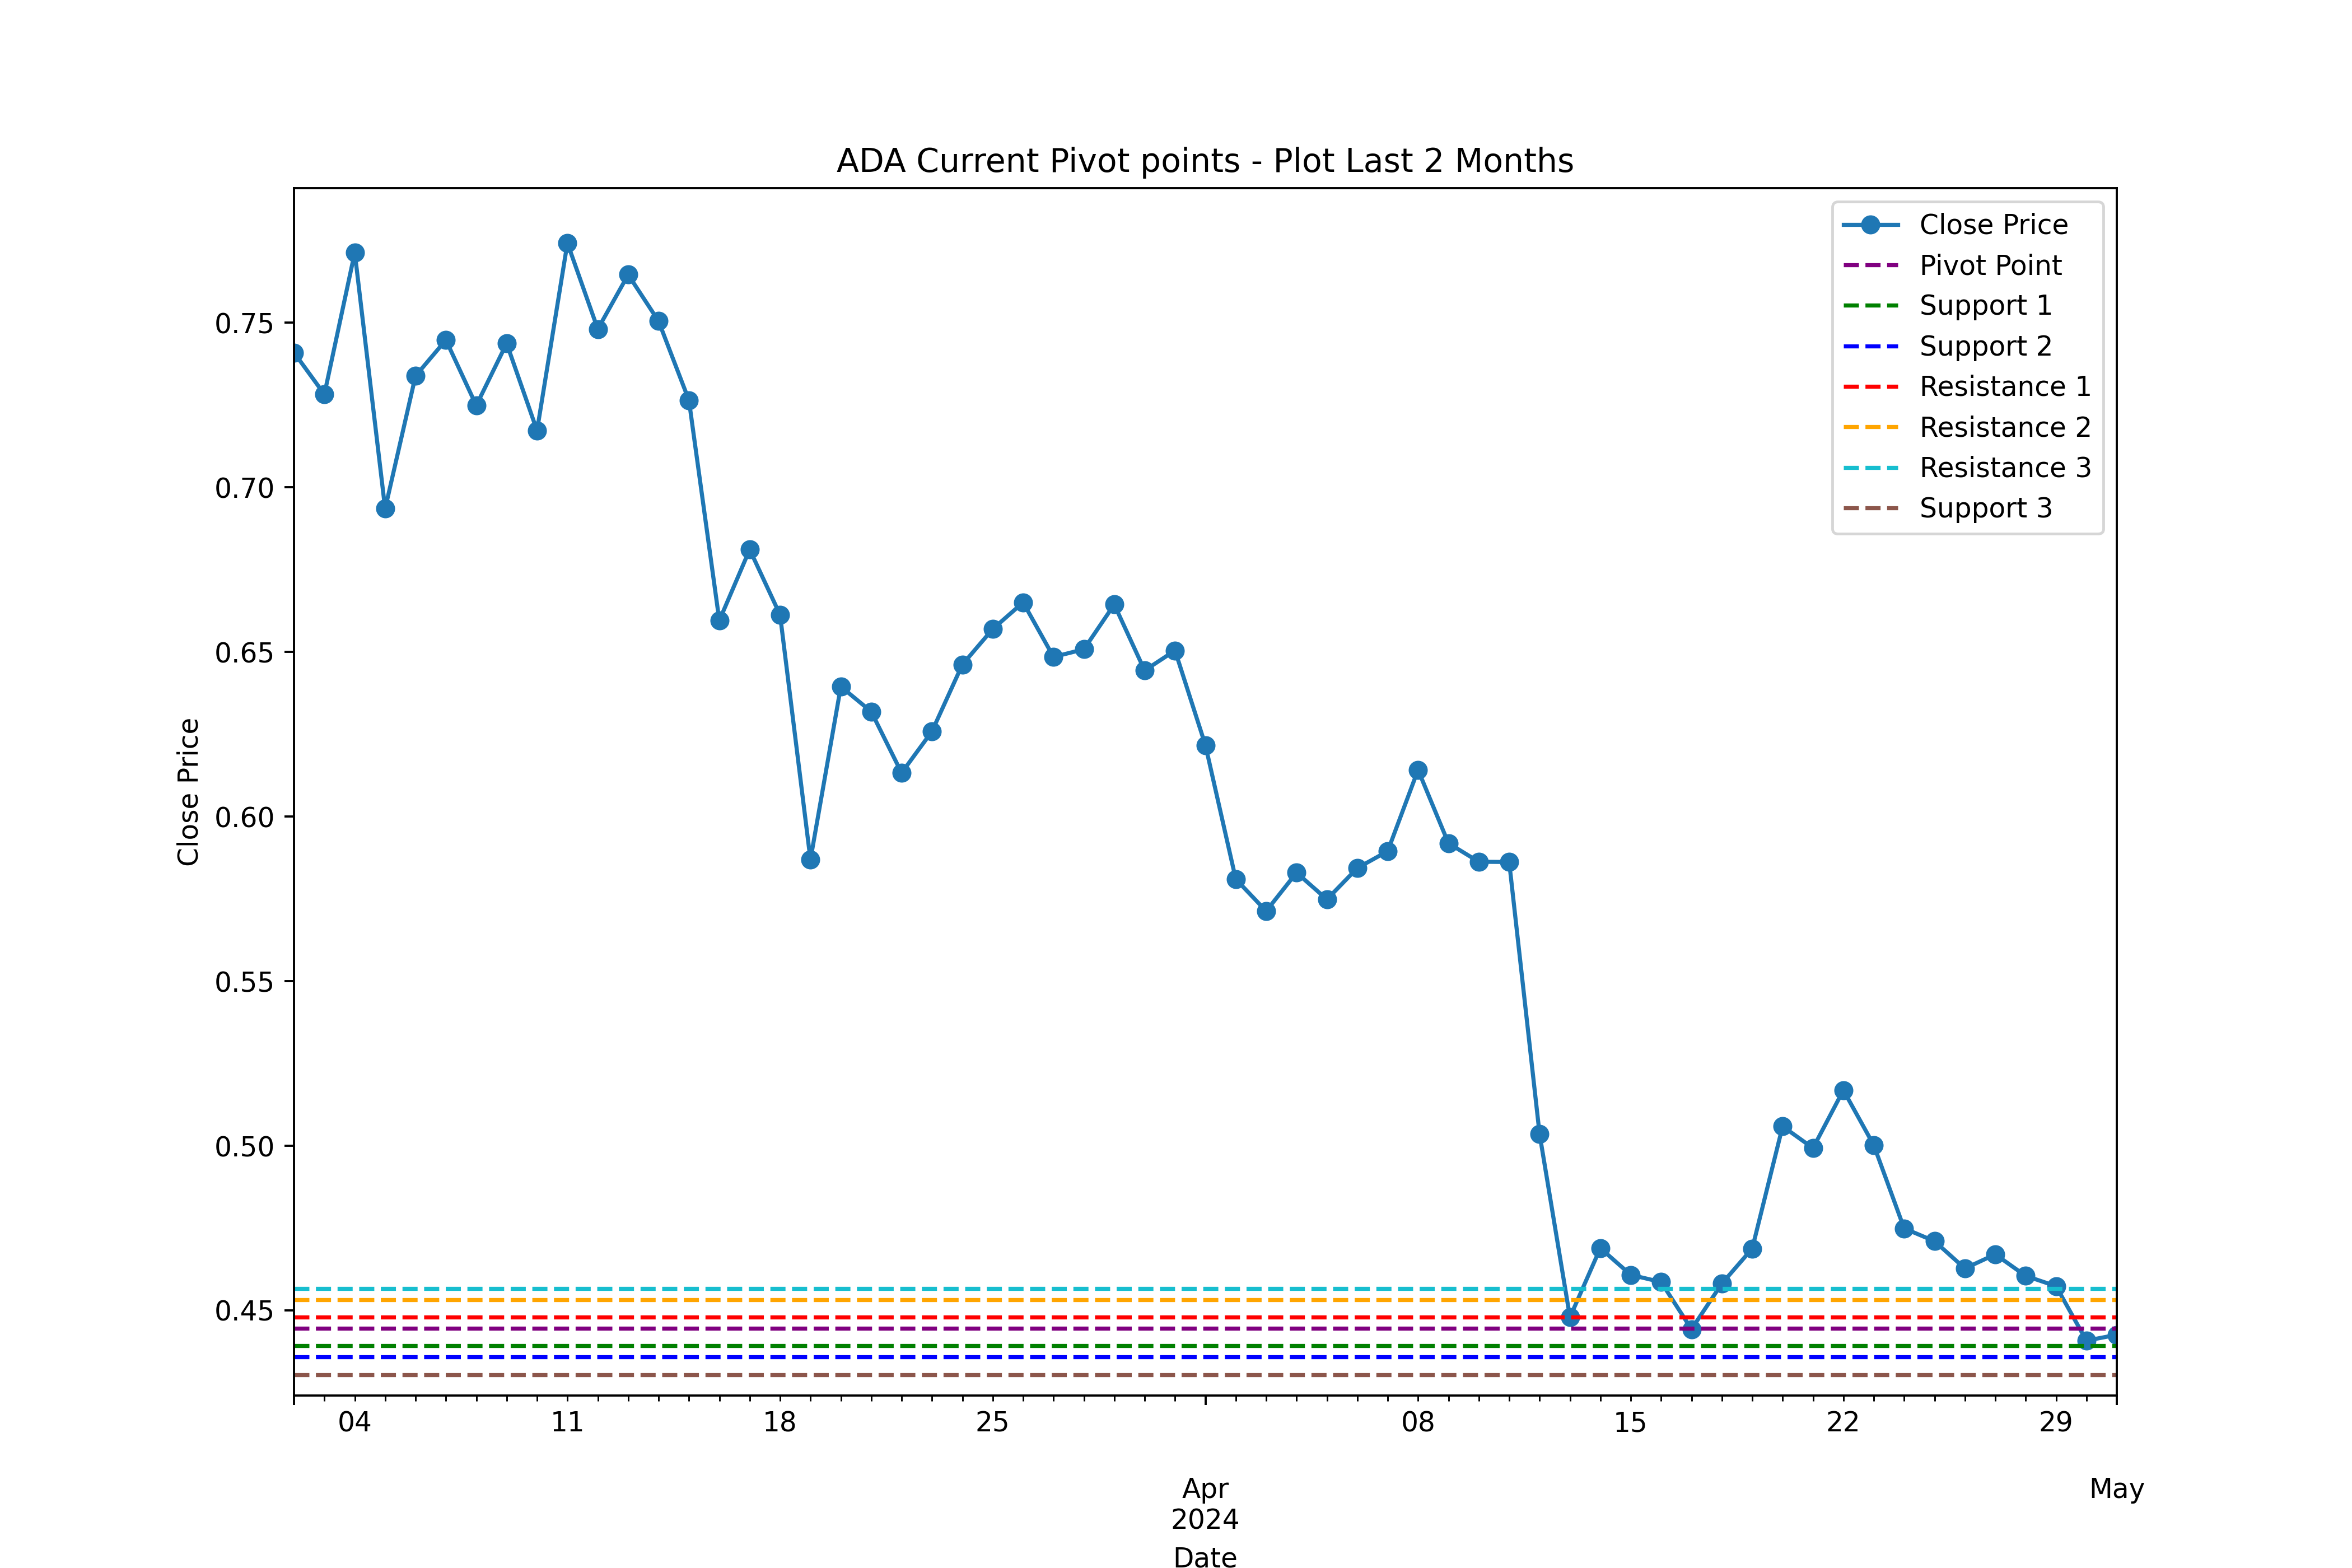 ADA Current Pivot points - Plot Last 2 Months
Close Price
Pivot Point
Support 1
Support 2
Resistance 1
Resistance 2
Resistance 3
Support 3
0.75
0.70
0.65
0.60
0.55
0.50
0.45
Close Price
04 11 18 25 08 15 22 29
Apr May
2024
Date